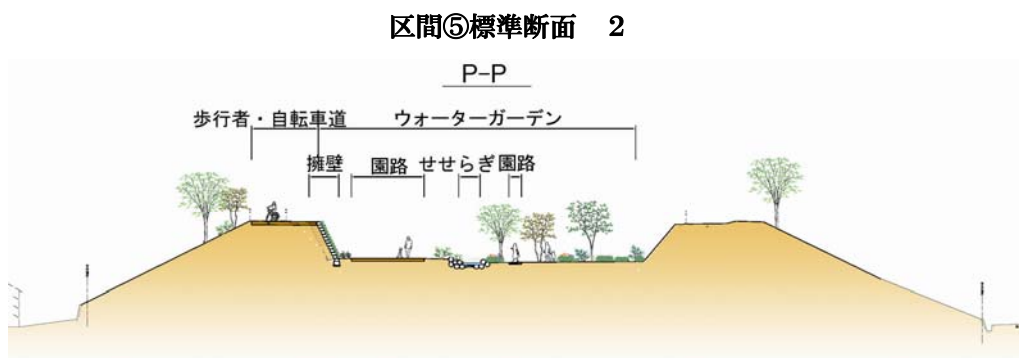 区間⑤標準断面　2
P-P
歩行者・自転車道
ウォーターガーデン
擁壁
園路
せせらぎ
園路